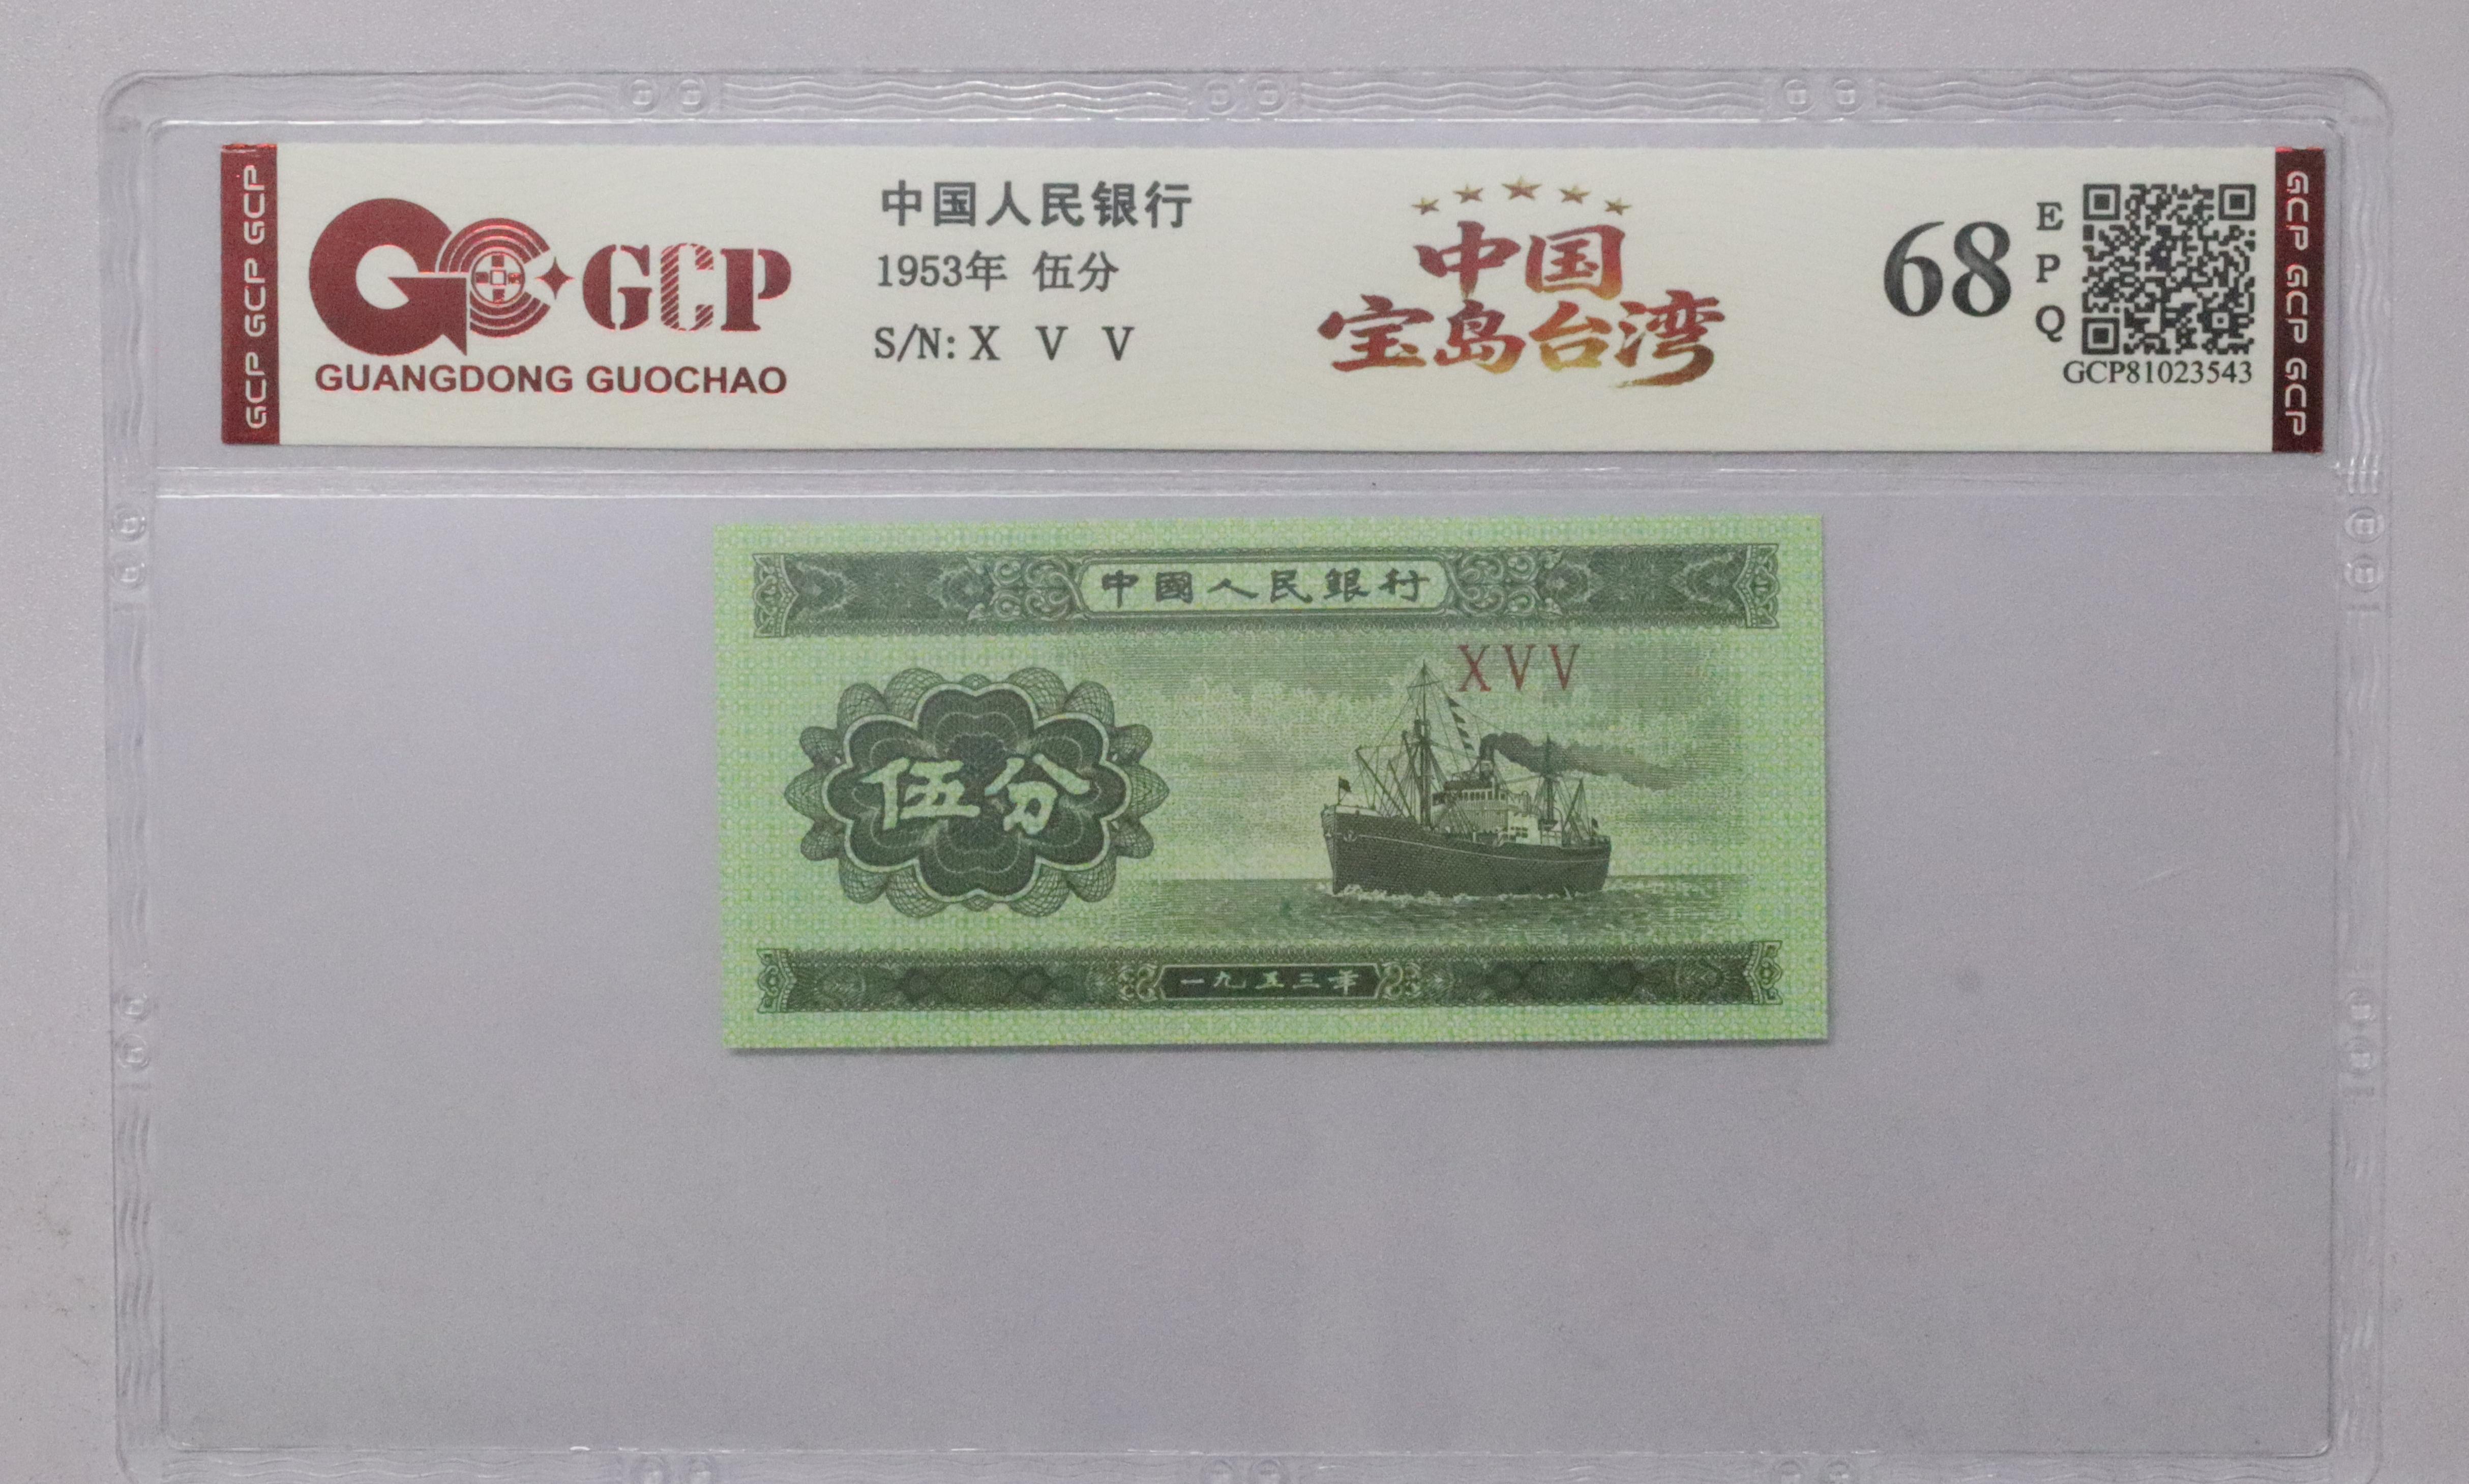 GCP GCP GCP
GCP
GUANGDONG GUOCHAO
中国人民银行
1953年 伍分
S/N: X V V
中国
宝岛台湾
68
EPQ
GCP81023543
GCP GCP GCP
中國人民銀行
XVV
伍分
一九五三年